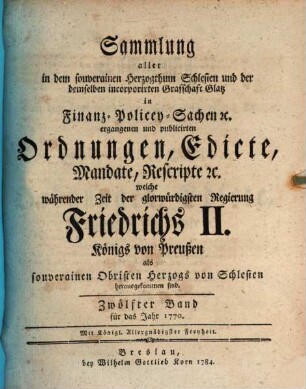 Sammlung
aller
in dem souverainen Herzogthum Schlesien und der
demselben incorporirten Grafschaft Glatz
in
Finanz-Policey-Sachen ꝛc.
ergangenen und publicirten
Ordnungen, Edicte,
Mandate, Rescripte ꝛc.
welche
während der Zeit der glorwürdigsten Regierung
Friedrichs II.
Königs von Preußen
als
souverainen Obristen Herzogs von Schlesien
herausgekommen sind.
Zwölfter Band
für das Jahr 1770.
Mit Königl. Allergnädigster Freyheit.
Breslau,
bey Wilhelm Gottlieb Korn 1784.